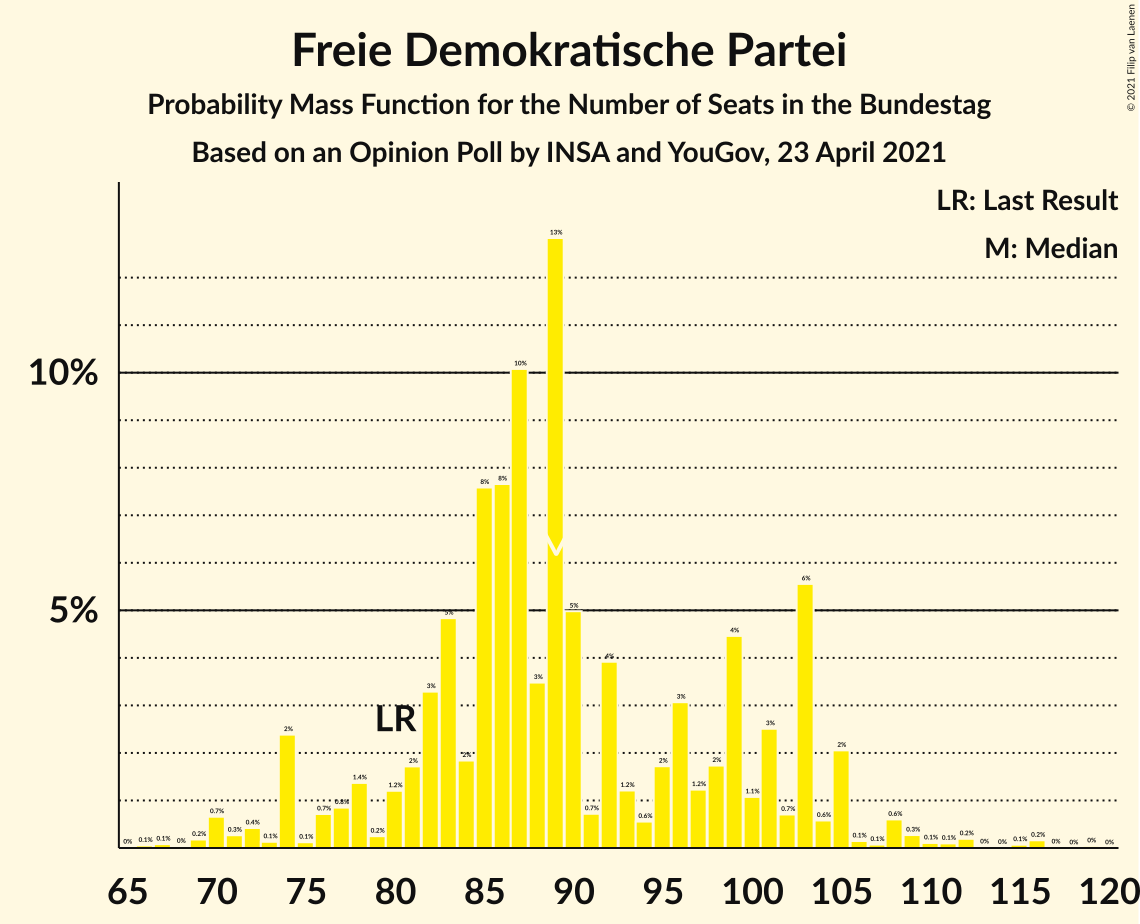 Freie Demokratische Partei
Probability Mass Function for the Number of Seats in the Bundestag
Based on an Opinion Poll by INSA and YouGov, 23 April 2021
© 2021 Filip van Laenen
LR: Last Result
M: Median
10%
5%
LR
M
0% 0.1% 0.1% 0% 0.2% 0.7% 0.3% 0.4% 0.1% 2% 0.1% 0.7% 0.8% 1.4% 0.2% 1.2% 2% 3% 5% 2% 8% 8% 10% 3% 13% 5% 0.7% 4% 1.2% 0.6% 2% 3% 1.2% 2% 4% 1.1% 3% 0.7% 6% 0.6% 2% 0.1% 0.1% 0.6% 0.3% 0.1% 0.1% 0.2% 0% 0% 0.1% 0.2% 0% 0% 0% 0%
65 70 75 80 85 90 95 100 105 110 115 120